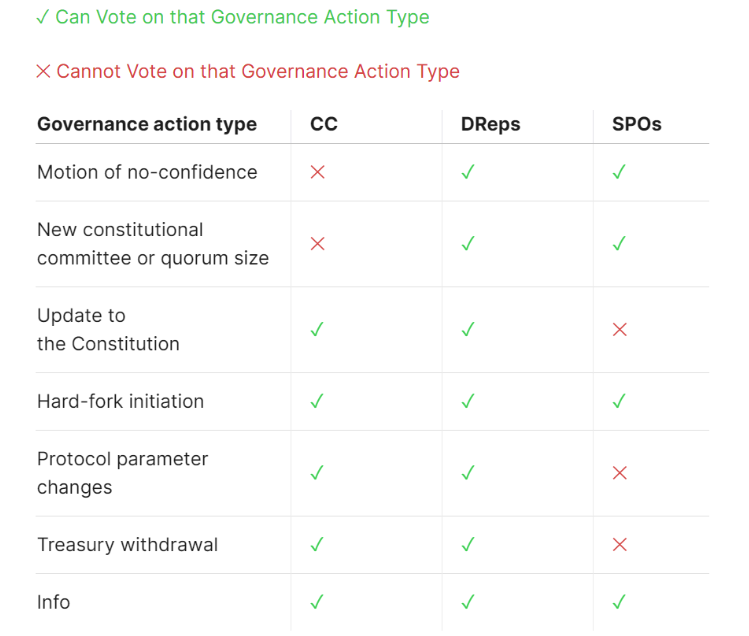 ✓ Can Vote on that Governance Action Type
✕ Cannot Vote on that Governance Action Type
Governance action type CC DReps SPOs
Motion of no-confidence ✕ ✓ ✓
New constitutional
committee or quorum size ✕ ✓ ✓
Update to
the Constitution ✓ ✓ ✕
Hard-fork initiation ✓ ✓ ✓
Protocol parameter
changes ✓ ✓ ✕
Treasury withdrawal ✓ ✓ ✕
Info ✓ ✓ ✓